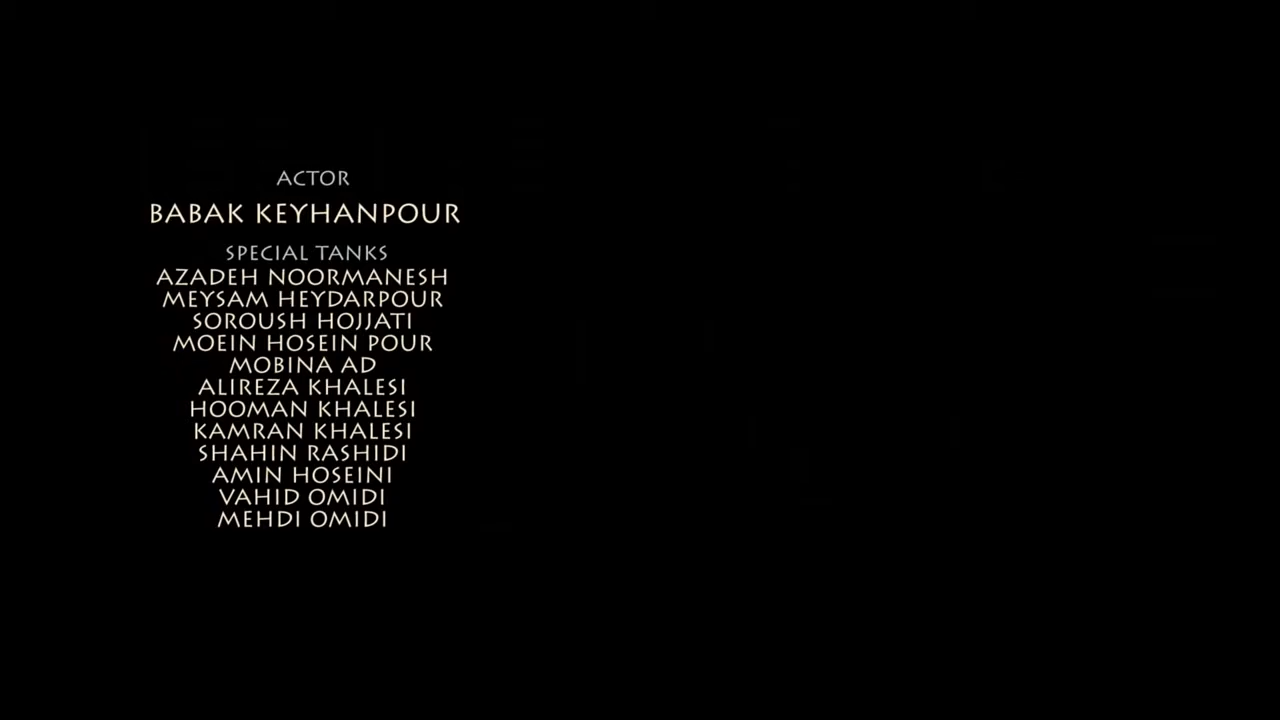 ACTOR
BABAK KEYHANPOUR
SPECIAL TANKS
AZADEH NOORMANESH
MEYSAM HEYDARPOUR
SOROUSH HOJJATI
MOEIN HOSEIN POUR
MOBINA AD
ALIREZA KHALESI
HOOMAN KHALESI
KAMRAN KHALESI
SHAHIN RASHIDI
AMIN HOSEINI
VAHID OMIDI
MEHDI OMIDI